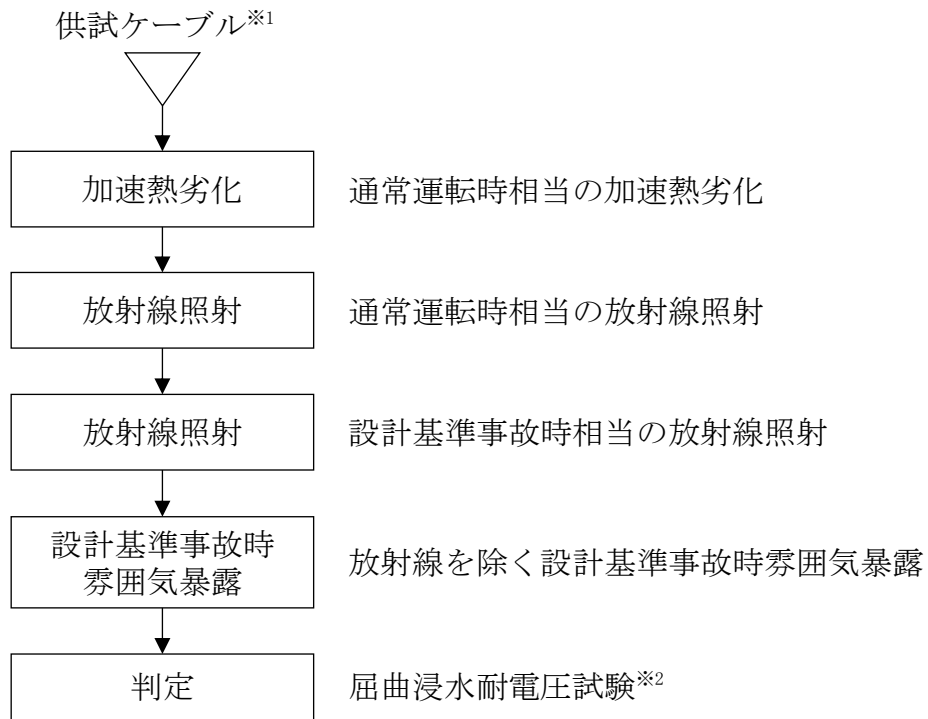 供試ケーブル※1
加速熱劣化 通常運転時相当の加速熱劣化
放射線照射 通常運転時相当の放射線照射
放射線照射 設計基準事故時相当の放射線照射
設計基準事故時
雰囲気暴露 放射線を除く設計基準事故時雰囲気暴露
判定 屈曲浸水耐電圧試験※2